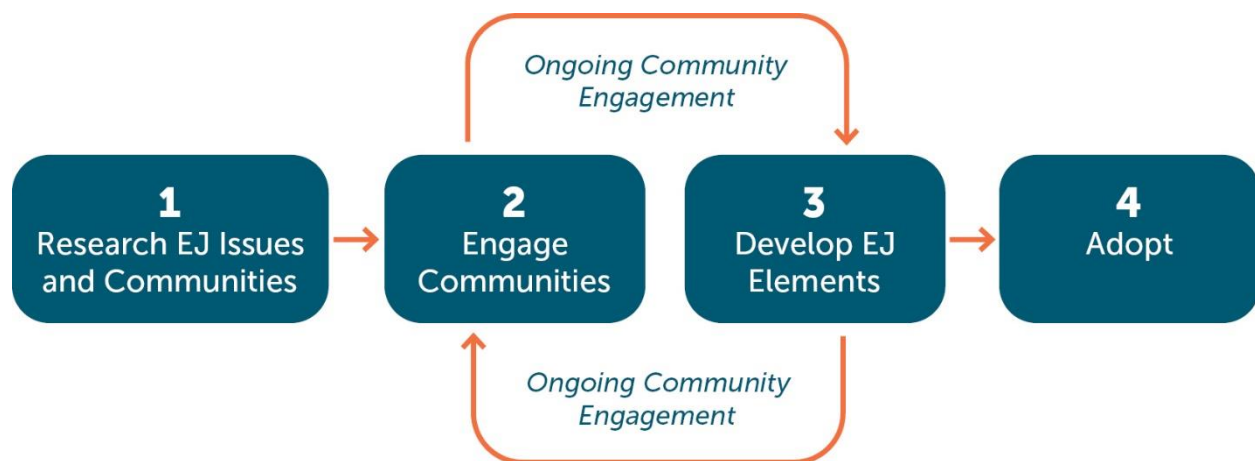 Ongoing Community
Engagement
1
Research EJ Issues
and Communities
2
Engage
Communities
3
Develop EJ
Elements
4
Adopt
Ongoing Community
Engagement